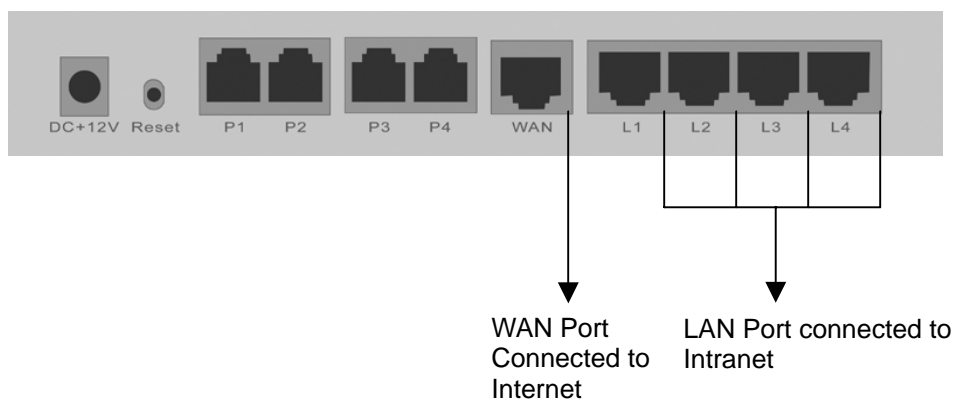 DC+12V Reset P1 P2 P3 P4 WAN L1 L2 L3 L4
WAN Port
Connected to
Internet
LAN Port connected to
Intranet